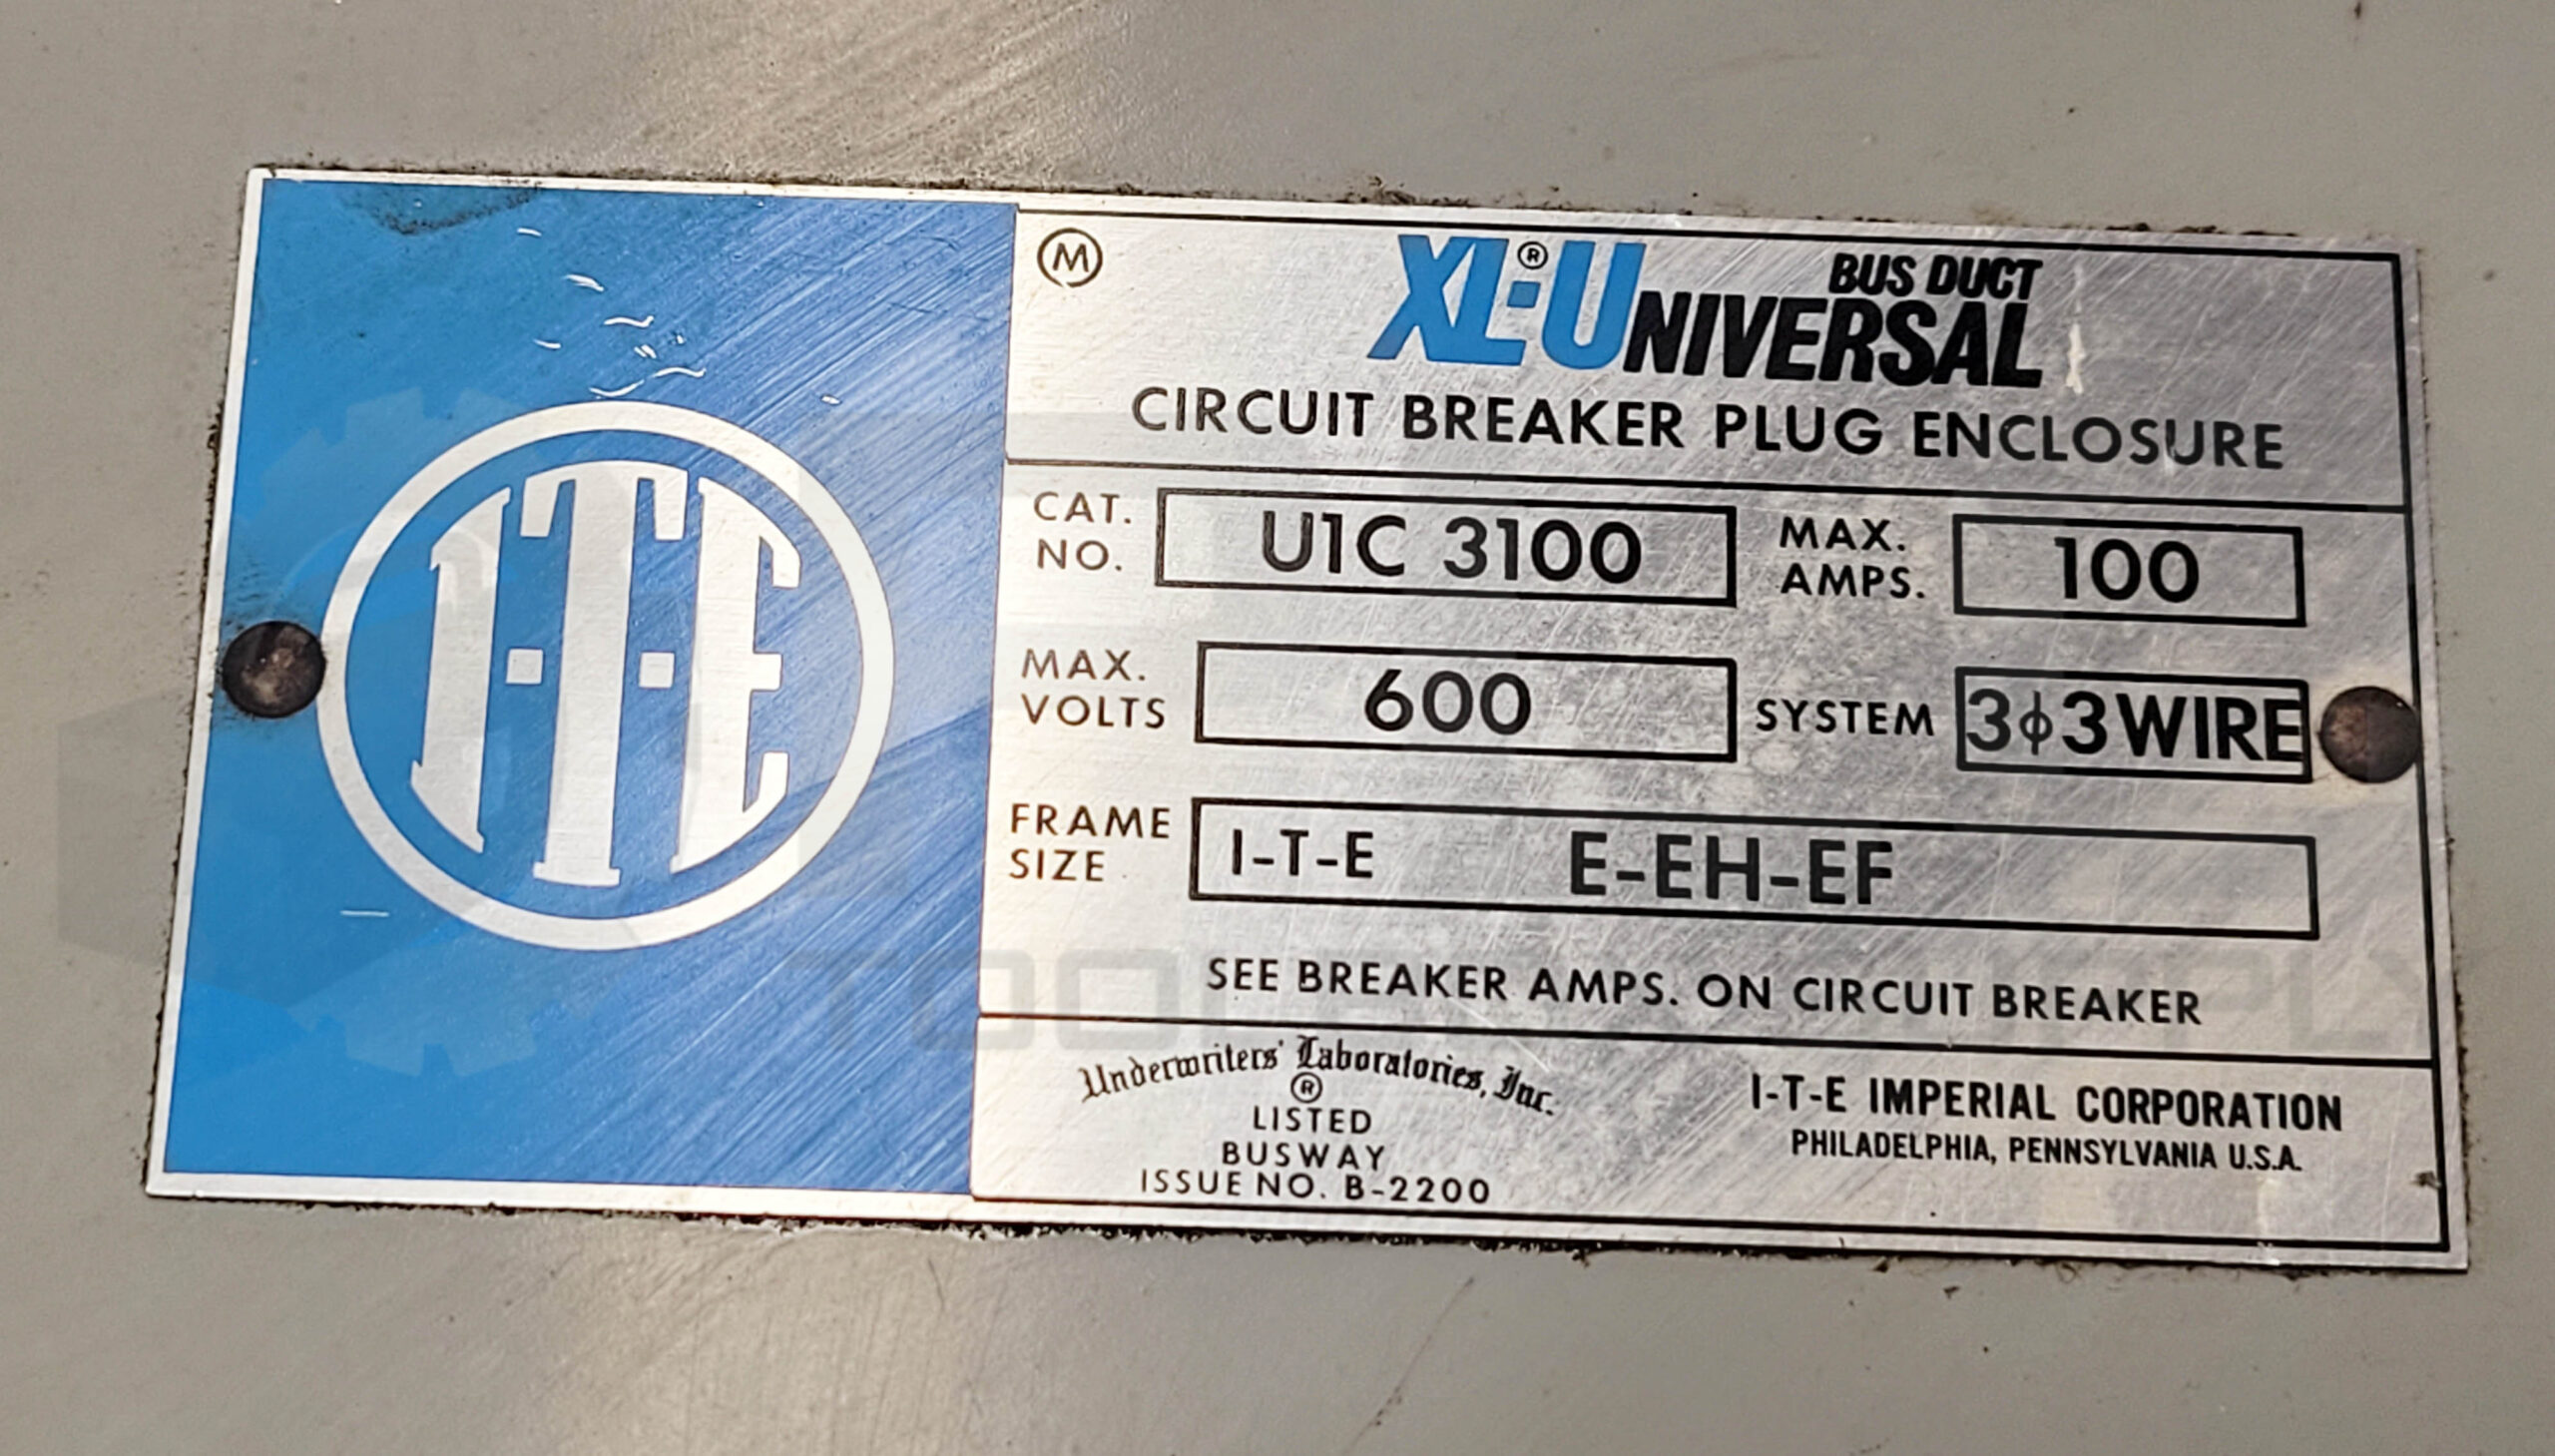 I-T-E
M
XL-UNIVERSAL ®
BUS DUCT
CIRCUIT BREAKER PLUG ENCLOSURE
CAT. NO. U1C 3100
MAX. AMPS. 100
MAX. VOLTS 600
SYSTEM 3ϕ3WIRE
FRAME SIZE I-T-E E-EH-EF
SEE BREAKER AMPS. ON CIRCUIT BREAKER
Underwriters' Laboratories, Inc.
®
LISTED
BUSWAY
ISSUE NO. B-2200
I-T-E IMPERIAL CORPORATION
PHILADELPHIA, PENNSYLVANIA U.S.A.